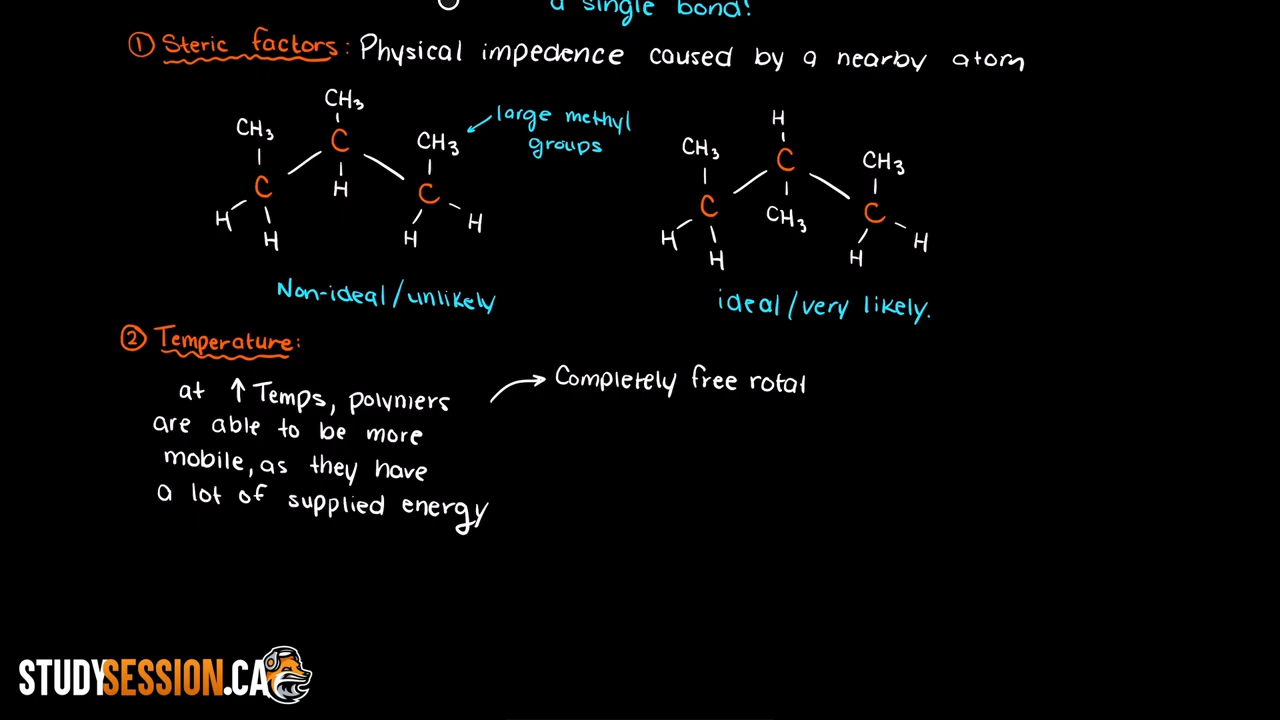 a single bond!
① Steric factors: Physical impedence caused by a nearby atom
CH3
CH3
CH3
large methyl
groups
C
C
C
H
H
H
H
H
Non-ideal/unlikely
H
CH3
CH3
C
C
C
CH3
H
H
H
H
ideal/very likely.
② Temperature:
at ↑ Temps, polymers
are able to be more
mobile, as they have
a lot of supplied energy
Completely free rotat
STUDYSESSION.CA